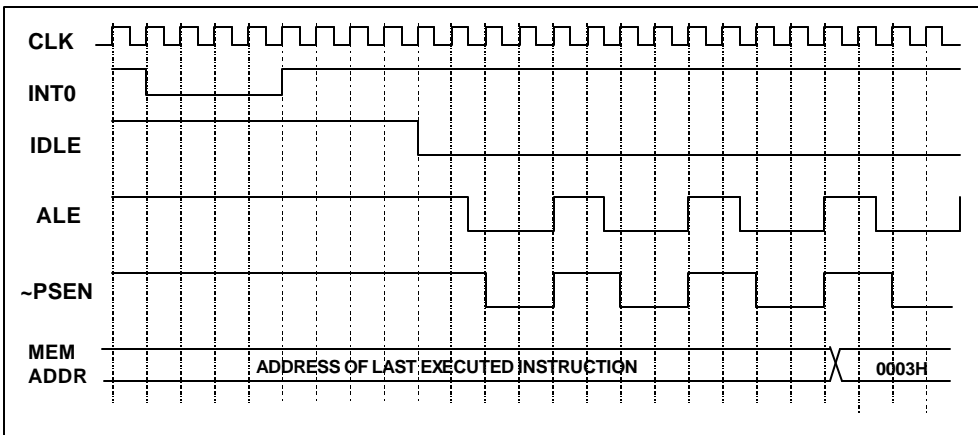 CLK
INT0
IDLE
ALE
~PSEN
MEM
ADDR
ADDRESS OF LAST EXECUTED INSTRUCTION
0003H